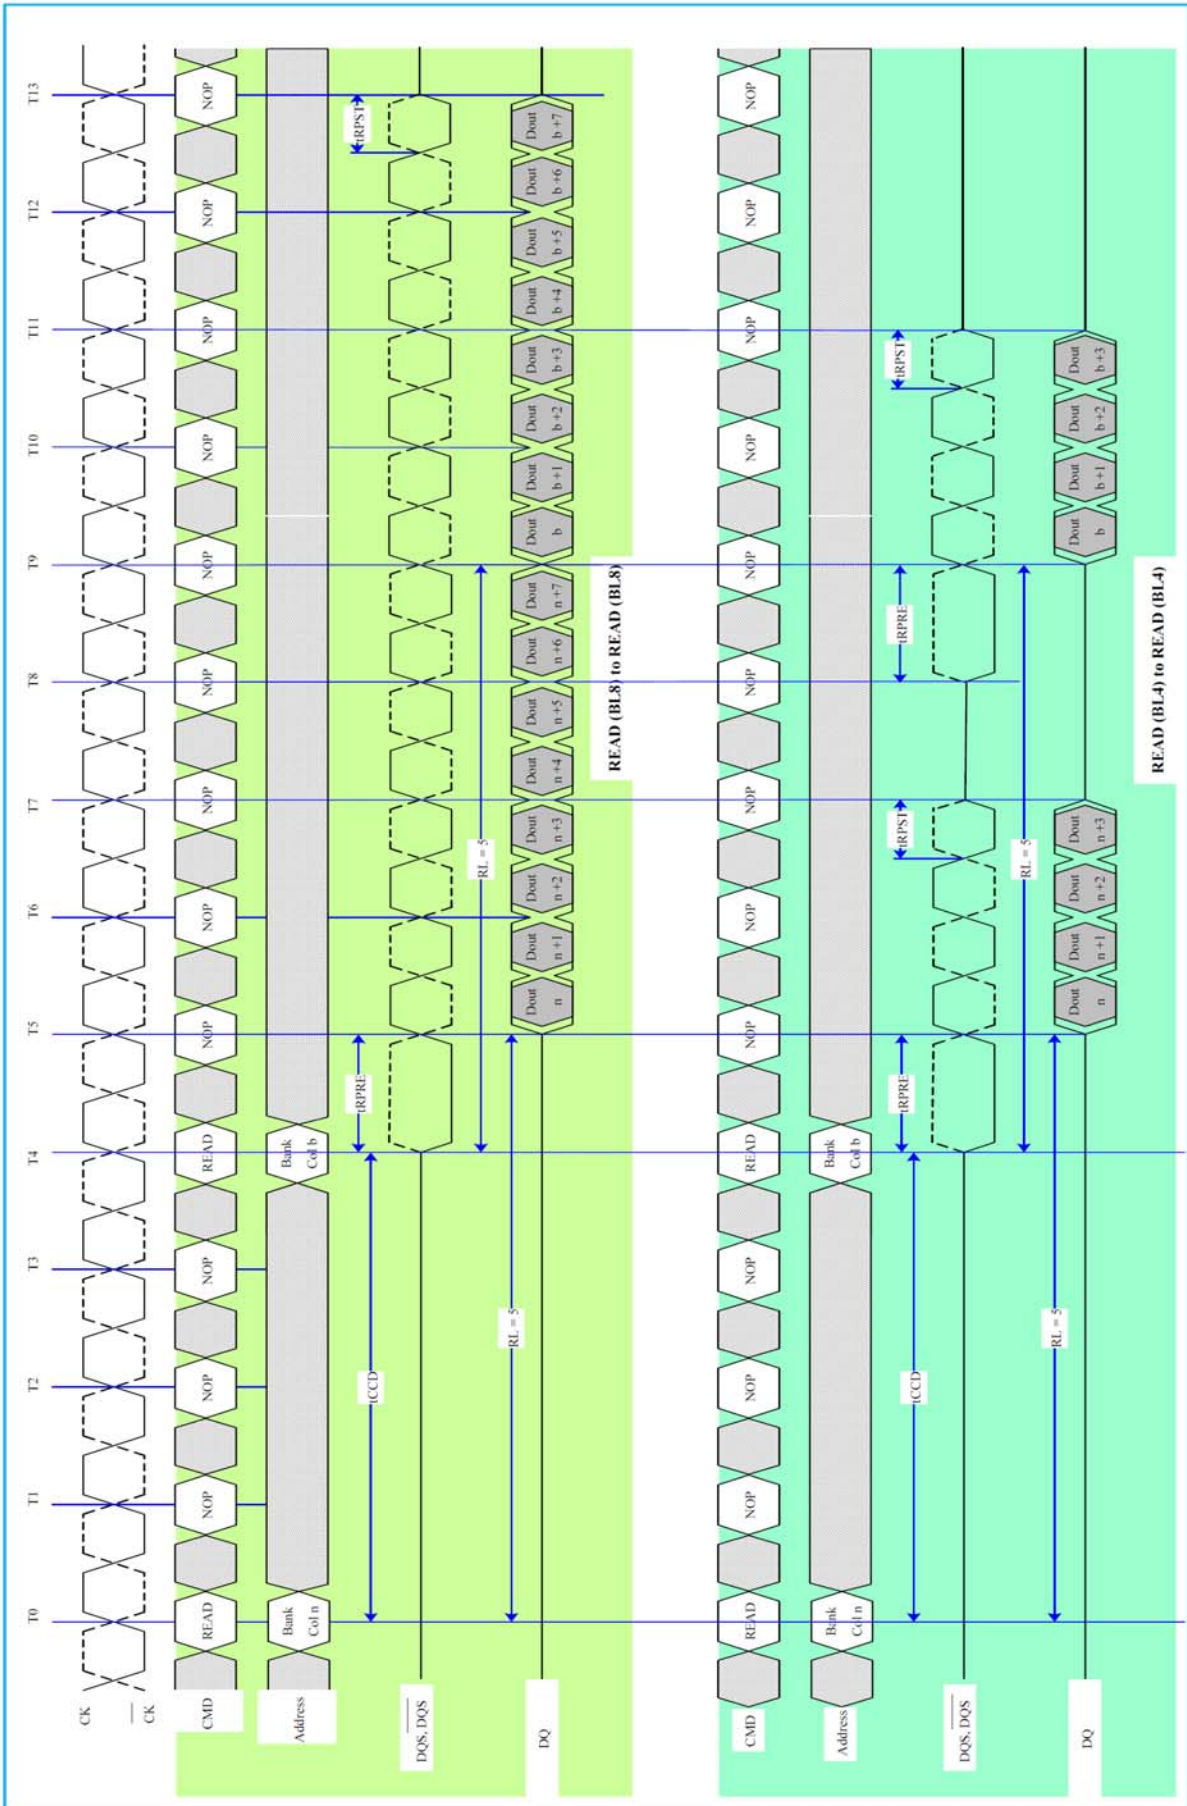 T0 T1 T2 T3 T4 T5 T6 T7 T8 T9 T10 T11 T12 T13
CK
CK
CMD READ NOP NOP NOP READ NOP NOP NOP NOP NOP NOP NOP NOP NOP
Address Bank Col n Bank Col b
tCCD tRPRE tRPST
DQS, DQS
RL = 5
RL = 5
DQ Dout n Dout n +1 Dout n +2 Dout n +3 Dout n +4 Dout n +5 Dout n +6 Dout n +7 Dout b Dout b +1 Dout b +2 Dout b +3 Dout b +4 Dout b +5 Dout b +6 Dout b +7
READ (BL8) to READ (BL8)
CMD READ NOP NOP NOP READ NOP NOP NOP NOP NOP NOP NOP NOP NOP
Address Bank Col n Bank Col b
tCCD tRPRE tRPST tRPRE tRPST
DQS, DQS
RL = 5
RL = 5
DQ Dout n Dout n +1 Dout n +2 Dout n +3 Dout b Dout b +1 Dout b +2 Dout b +3
READ (BL4) to READ (BL4)